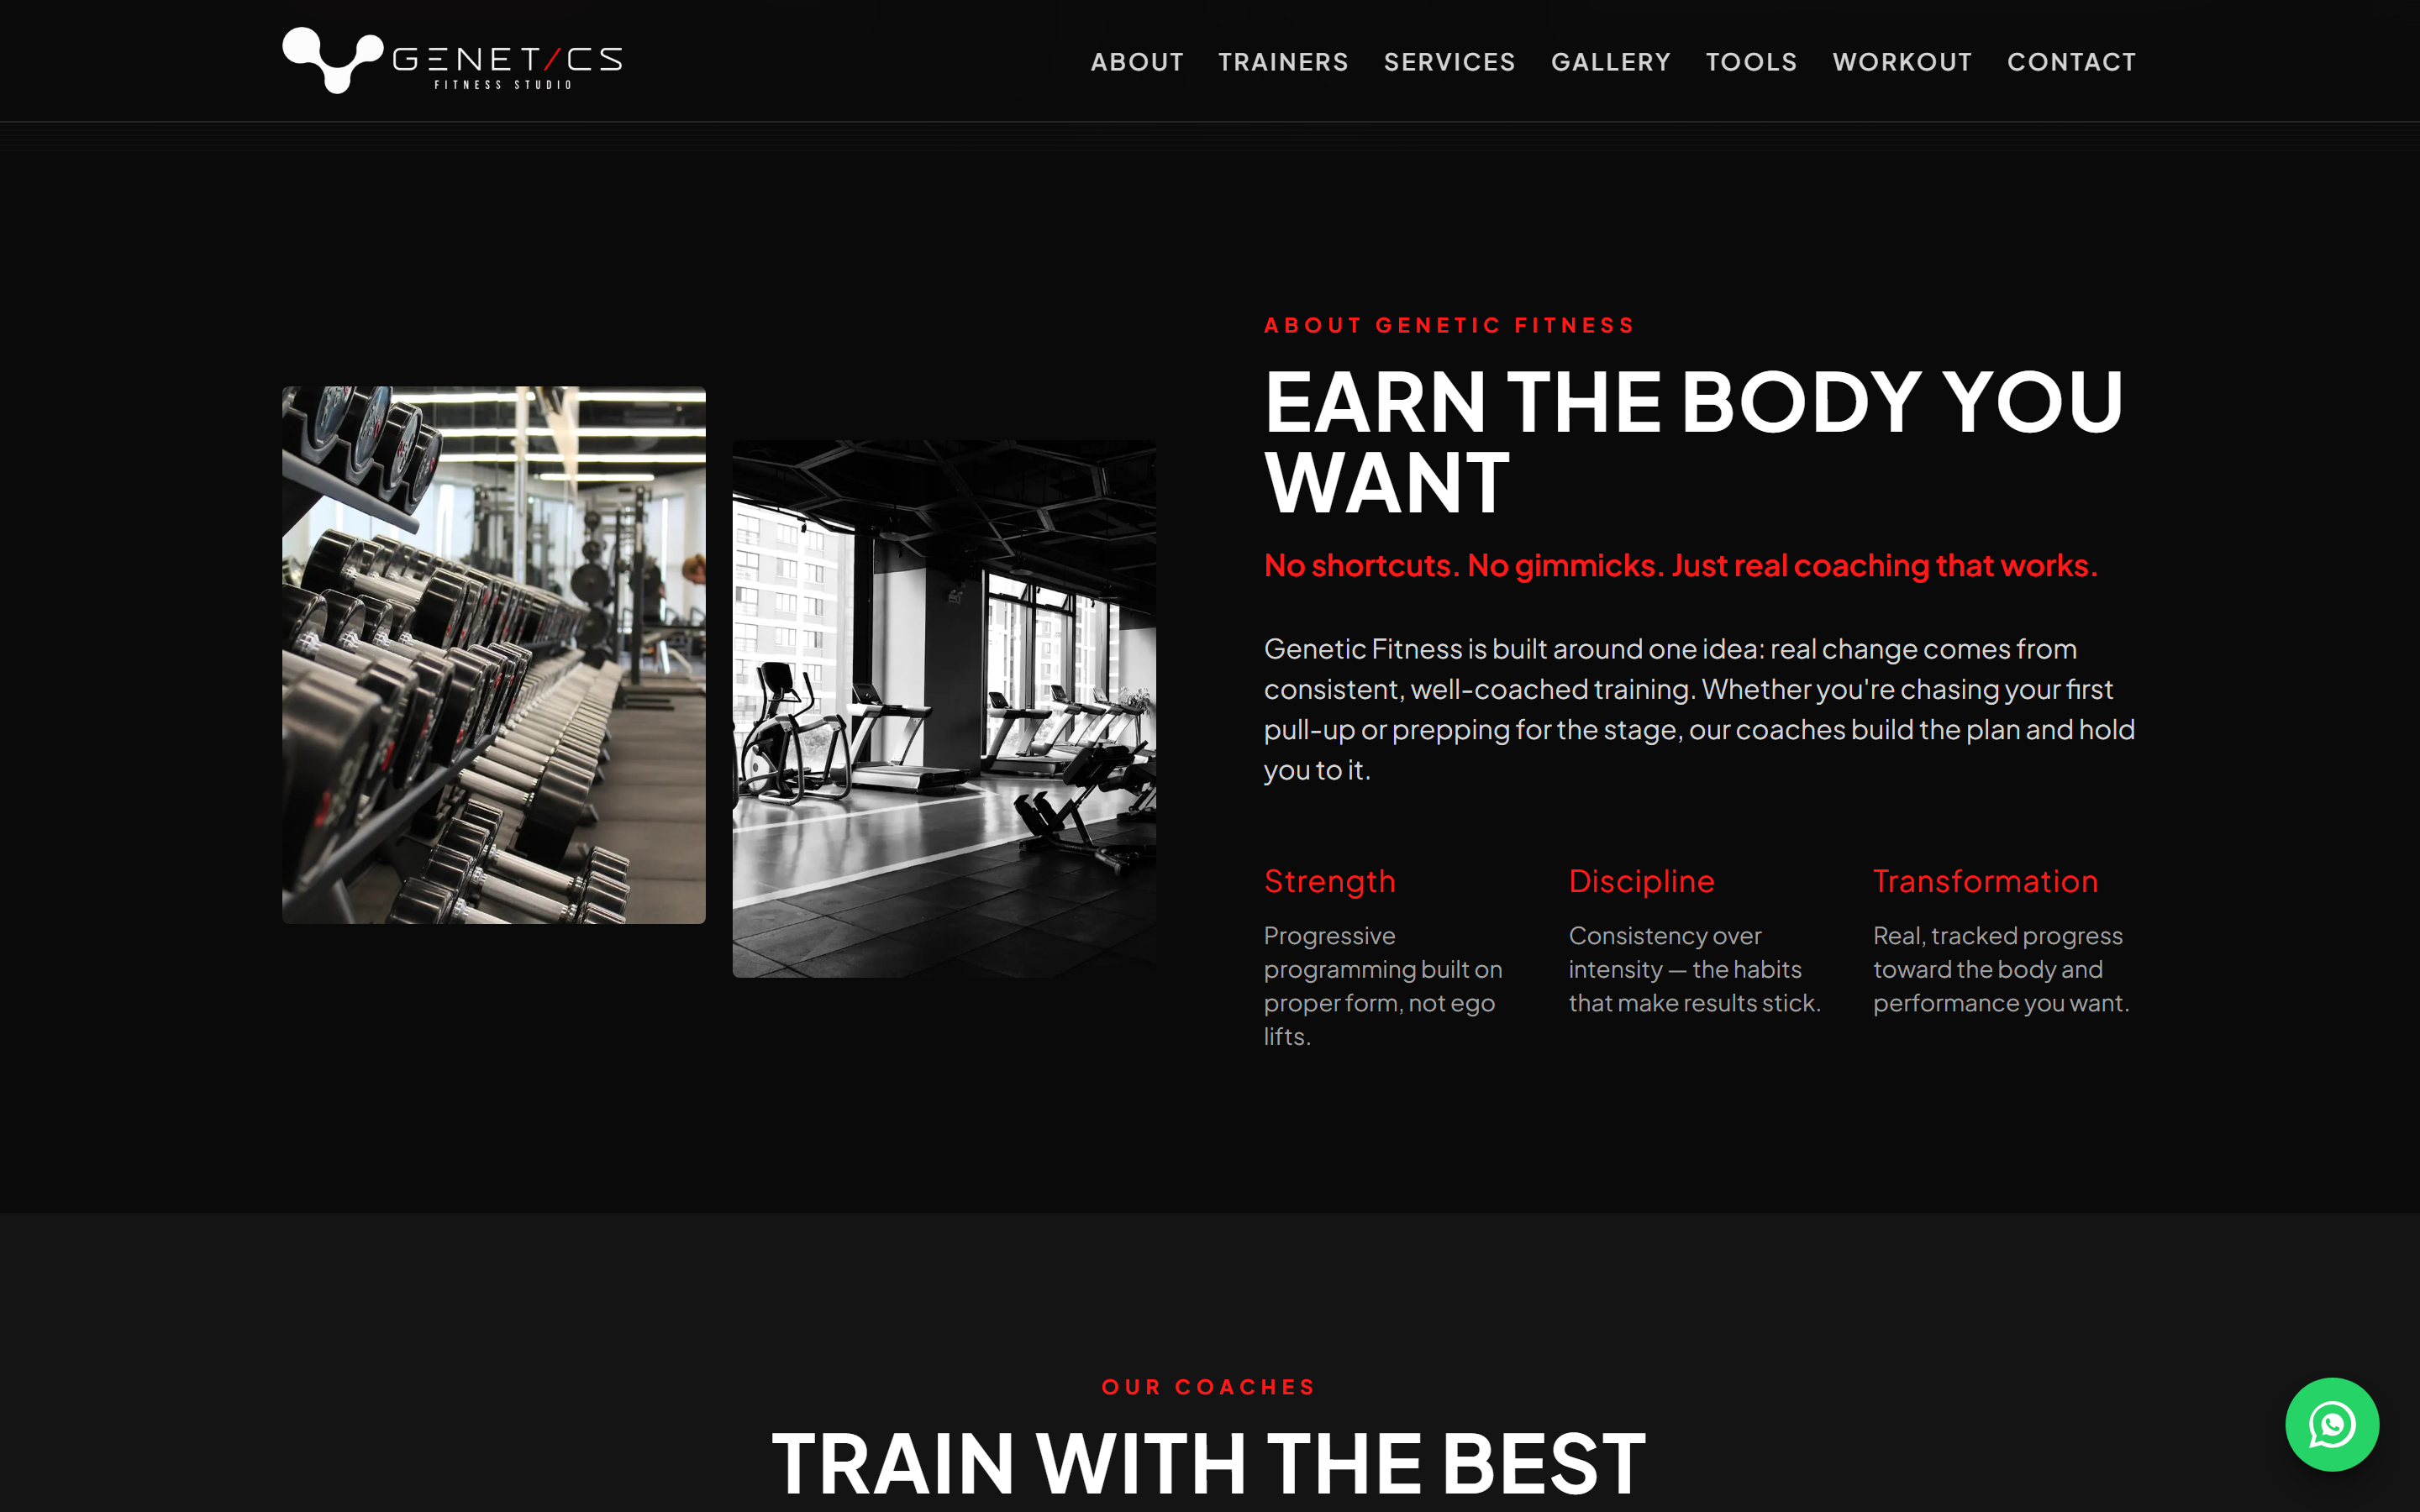 GENETICS
FITNESS STUDIO
ABOUT TRAINERS SERVICES GALLERY TOOLS WORKOUT CONTACT
ABOUT GENETIC FITNESS
EARN THE BODY YOU
WANT
No shortcuts. No gimmicks. Just real coaching that works.
Genetic Fitness is built around one idea: real change comes from
consistent, well-coached training. Whether you're chasing your first
pull-up or prepping for the stage, our coaches build the plan and hold
you to it.
Strength
Progressive
programming built on
proper form, not ego
lifts.
Discipline
Consistency over
intensity — the habits
that make results stick.
Transformation
Real, tracked progress
toward the body and
performance you want.
OUR COACHES
TRAIN WITH THE BEST